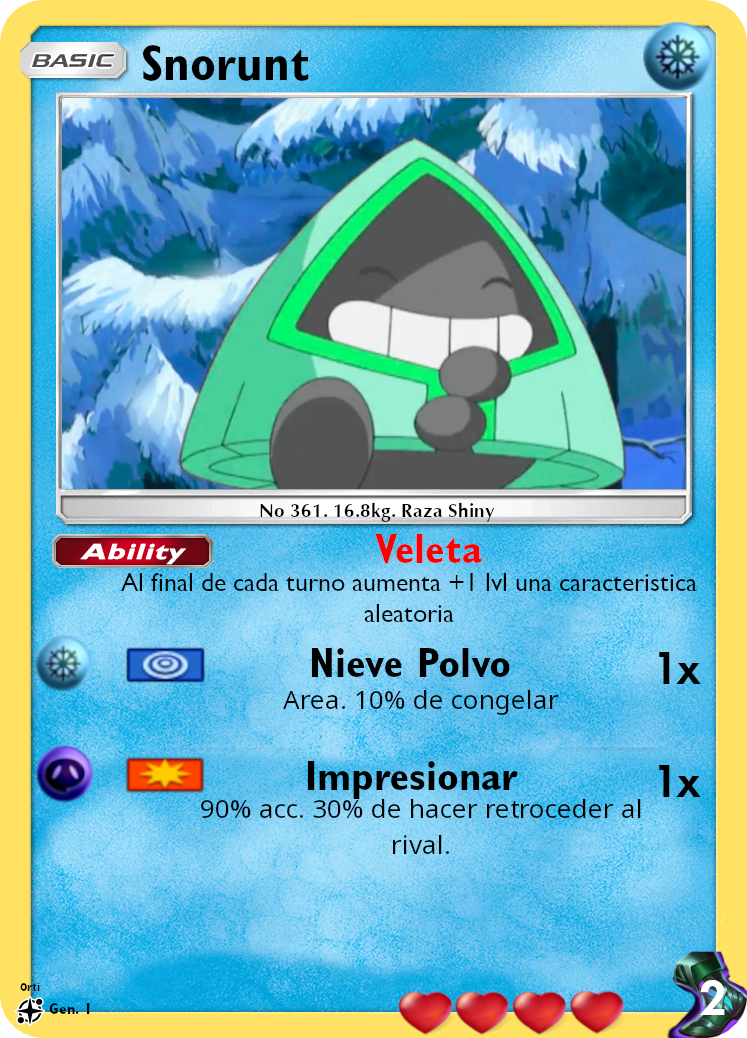 BASIC
Snorunt
No 361. 16.8kg. Raza Shiny
Ability
Veleta
Al final de cada turno aumenta +1 lvl una caracteristica
aleatoria
Nieve Polvo
1x
Area. 10% de congelar
Impresionar
1x
90% acc. 30% de hacer retroceder al
rival.
Orti
Gen. 1
2